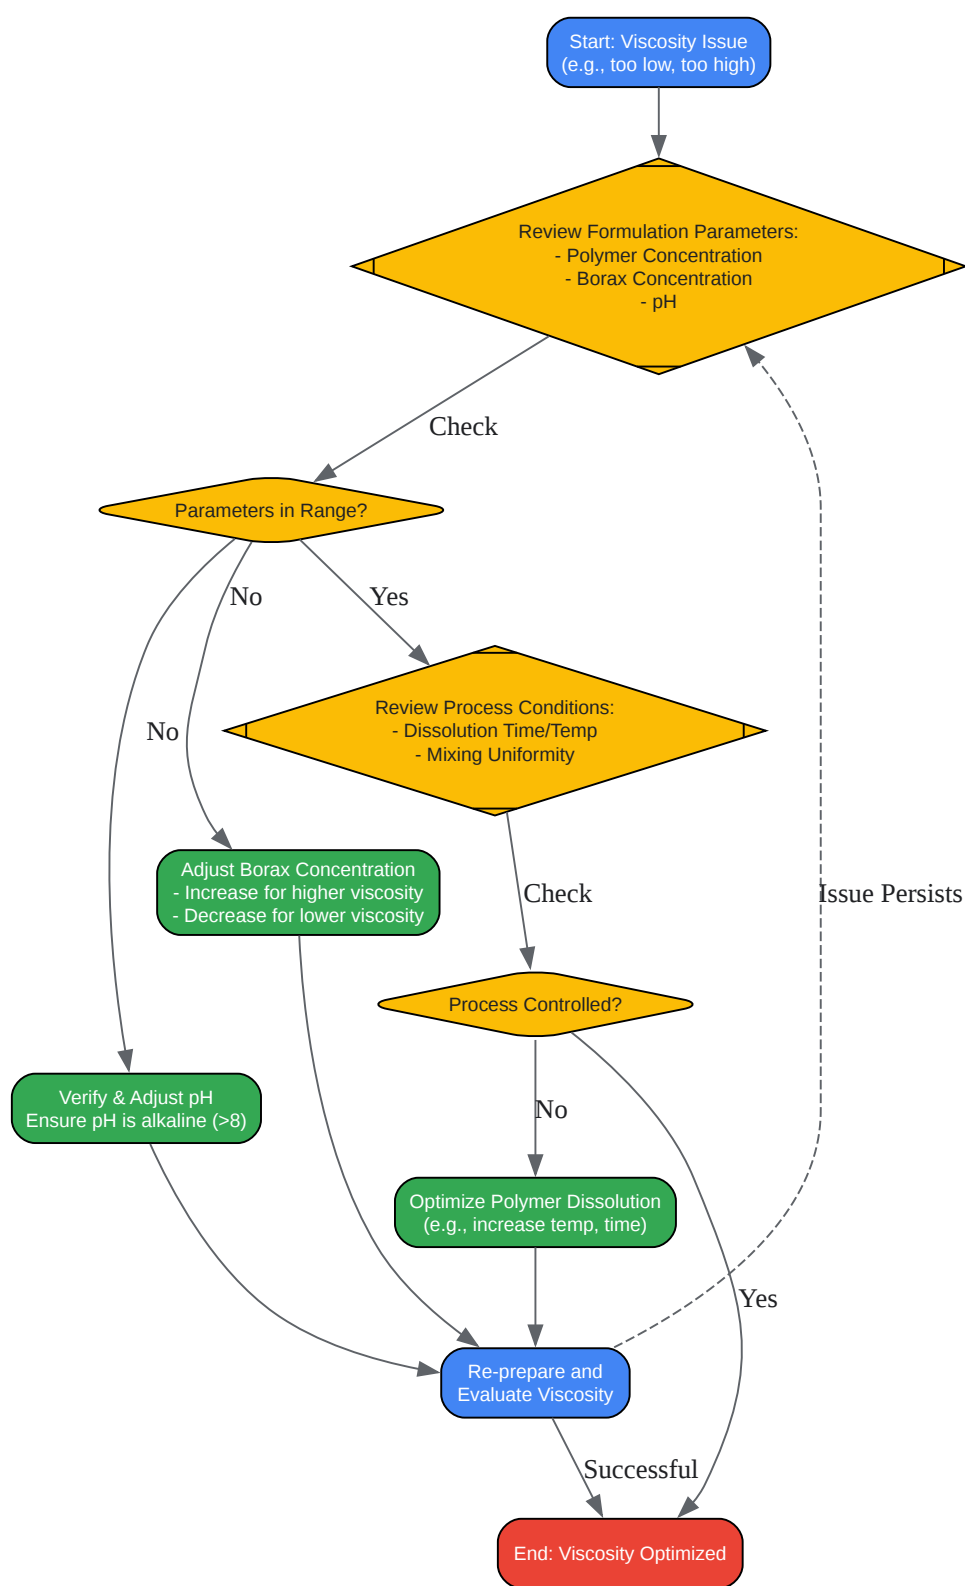 Start: Viscosity Issue
(e.g., too low, too high)
Review Formulation Parameters:
- Polymer Concentration
- Borax Concentration
- pH
Check
Parameters in Range?
No
Yes
No
Review Process Conditions:
- Dissolution Time/Temp
- Mixing Uniformity
Adjust Borax Concentration
- Increase for higher viscosity
- Decrease for lower viscosity
Check
Issue Persists
Process Controlled?
Verify & Adjust pH
Ensure pH is alkaline (>8)
No
Optimize Polymer Dissolution
(e.g., increase temp, time)
Yes
Re-prepare and
Evaluate Viscosity
Successful
End: Viscosity Optimized